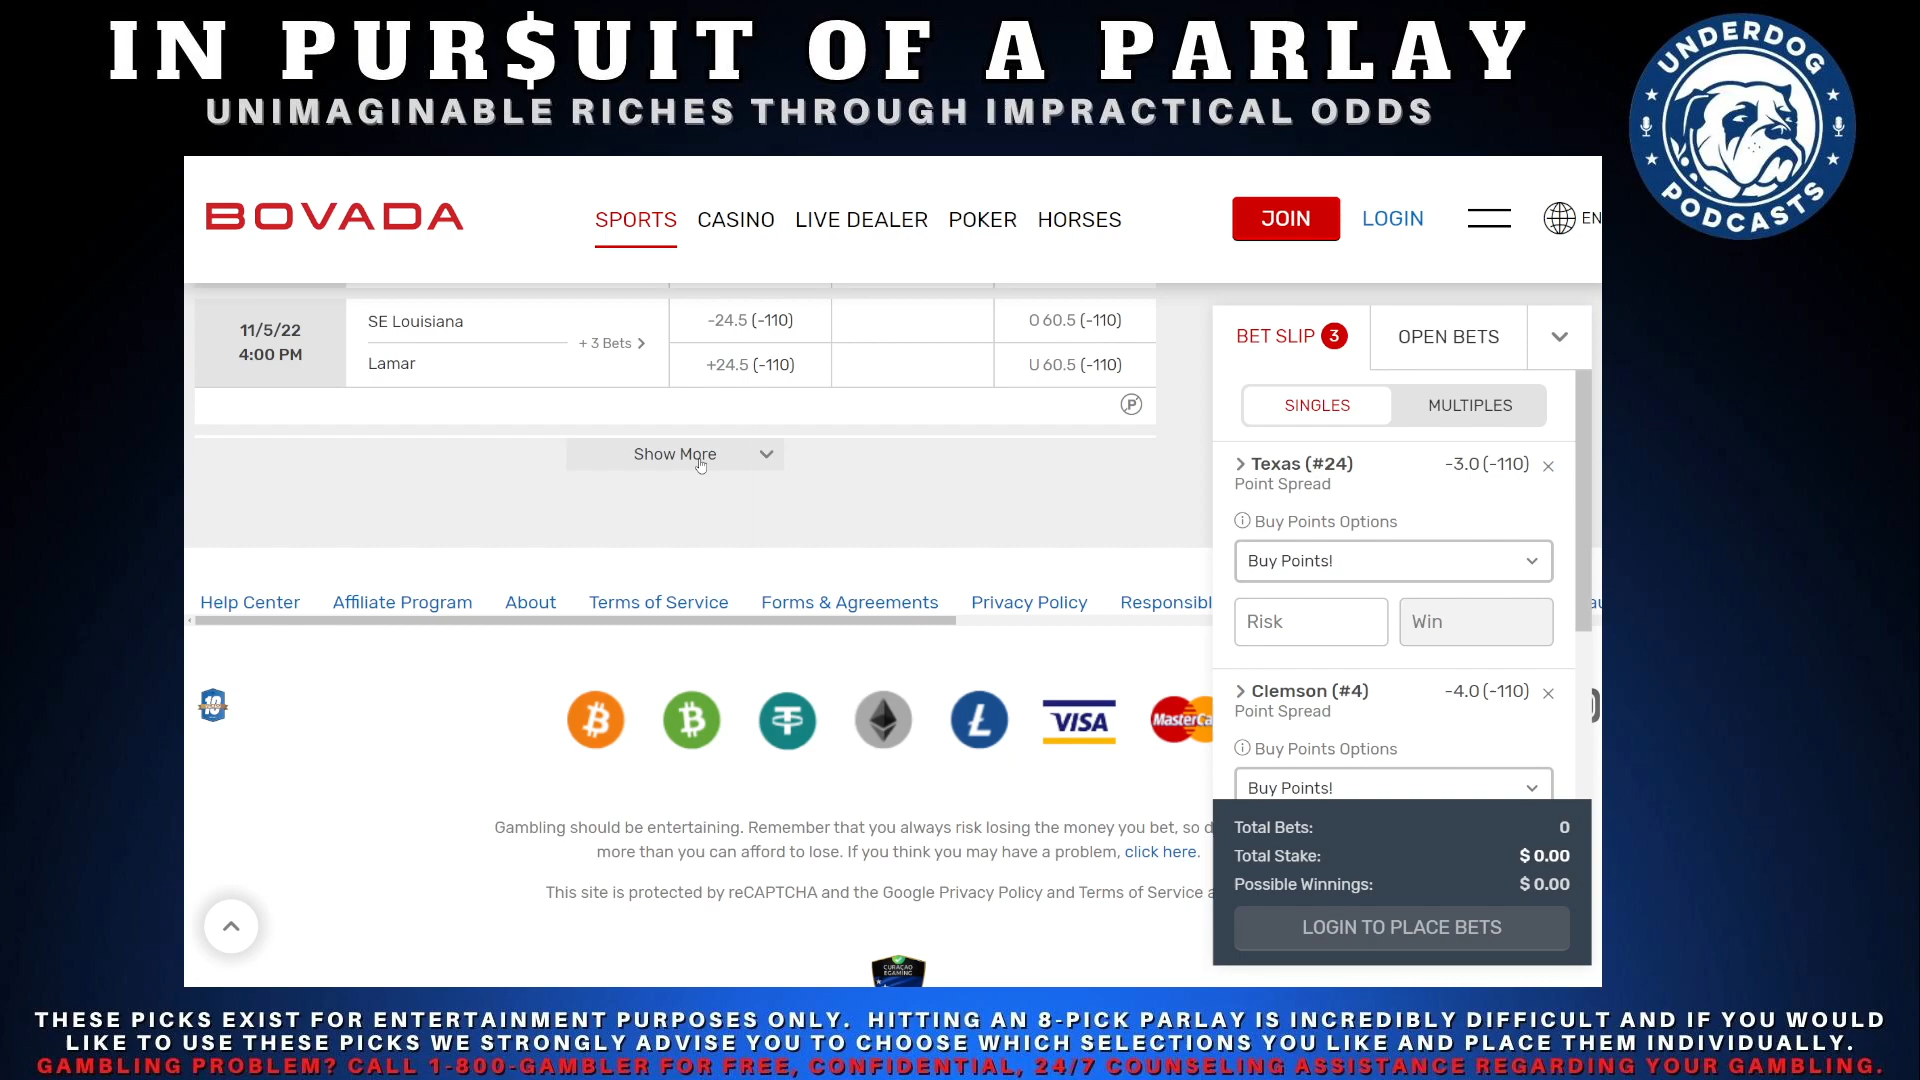 IN PUR$UIT OF A PARLAY
UNIMAGINABLE RICHES THROUGH IMPRACTICAL ODDS
UNDERDOG
PODCASTS
BOVADA
SPORTS CASINO LIVE DEALER POKER HORSES
JOIN LOGIN EN
11/5/22
4:00 PM
SE Louisiana
+ 3 Bets
Lamar
-24.5 (-110)
+24.5 (-110)
O 60.5 (-110)
U 60.5 (-110)
P
Show More
BET SLIP 3
OPEN BETS
SINGLES MULTIPLES
Texas (#24) -3.0 (-110)
Point Spread
Buy Points Options
Buy Points!
Risk Win
Clemson (#4) -4.0 (-110)
Point Spread
Buy Points Options
Buy Points!
Total Bets: 0
Total Stake: $ 0.00
Possible Winnings: $ 0.00
LOGIN TO PLACE BETS
Help Center Affiliate Program About Terms of Service Forms & Agreements Privacy Policy Responsibl
VISA
MasterCa
Gambling should be entertaining. Remember that you always risk losing the money you bet, so d
more than you can afford to lose. If you think you may have a problem, click here.
This site is protected by reCAPTCHA and the Google Privacy Policy and Terms of Service a
CURAÇAO
EGAMING
THESE PICKS EXIST FOR ENTERTAINMENT PURPOSES ONLY. HITTING AN 8-PICK PARLAY IS INCREDIBLY DIFFICULT AND IF YOU WOULD
LIKE TO USE THESE PICKS WE STRONGLY ADVISE YOU TO CHOOSE WHICH SELECTIONS YOU LIKE AND PLACE THEM INDIVIDUALLY.
GAMBLING PROBLEM? CALL 1-800-GAMBLER FOR FREE, CONFIDENTIAL, 24/7 COUNSELING ASSISTANCE REGARDING YOUR GAMBLING.